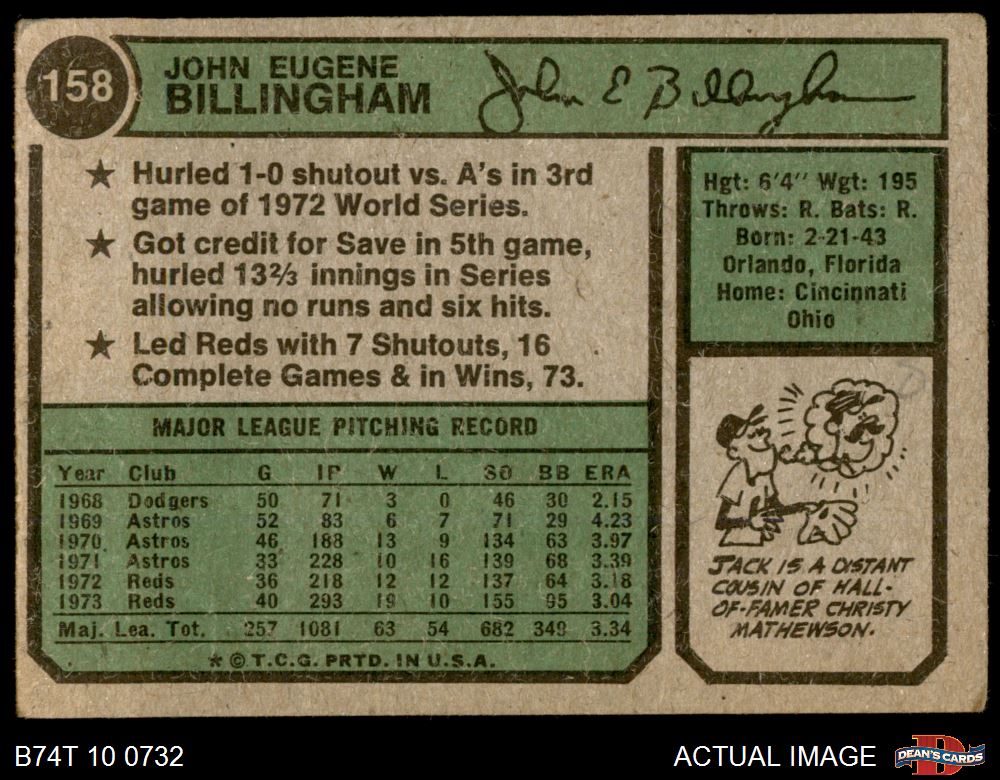 158
JOHN EUGENE
BILLINGHAM
John E Billingham
★ Hurled 1-0 shutout vs. A's in 3rd
game of 1972 World Series.
★ Got credit for Save in 5th game,
hurled 13⅔ innings in Series
allowing no runs and six hits.
★ Led Reds with 7 Shutouts, 16
Complete Games & in Wins, 73.
MAJOR LEAGUE PITCHING RECORD
Year Club G IP W L SO BB ERA
1968 Dodgers 50 71 3 0 46 30 2.15
1969 Astros 52 83 6 7 71 29 4.23
1970 Astros 46 188 13 9 134 63 3.97
1971 Astros 33 228 10 16 139 68 3.39
1972 Reds 36 218 12 12 137 64 3.18
1973 Reds 40 293 19 10 155 95 3.04
Maj. Lea. Tot. 257 1081 63 54 682 349 3.34
★ © T.C.G. PRTD. IN U.S.A.
Hgt: 6'4" Wgt: 195
Throws: R. Bats: R.
Born: 2-21-43
Orlando, Florida
Home: Cincinnati
Ohio
D
JACK IS A DISTANT
COUSIN OF HALL-
OF-FAMER CHRISTY
MATHEWSON.
B74T 10 0732
ACTUAL IMAGE
D
DEAN'S CARDS